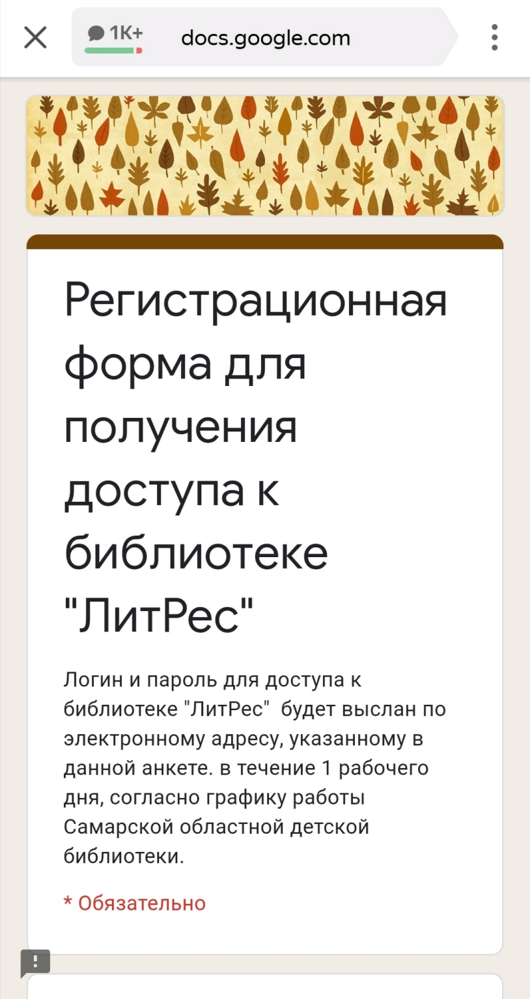 1K+
docs.google.com
Регистрационная
форма для
получения
доступа к
библиотеке
"ЛитРес"
Логин и пароль для доступа к
библиотеке "ЛитРес"  будет выслан по
электронному адресу, указанному в
данной анкете. в течение 1 рабочего
дня, согласно графику работы
Самарской областной детской
библиотеки.
* Обязательно